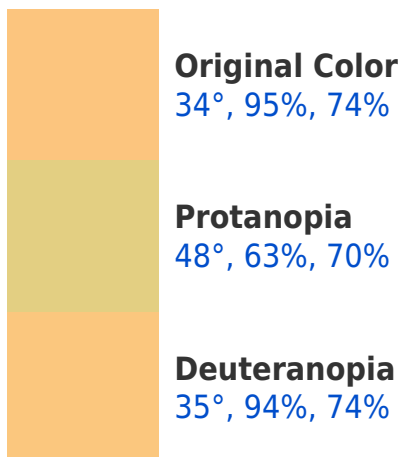 Original Color
34°, 95%, 74%
Protanopia
48°, 63%, 70%
Deuteranopia
35°, 94%, 74%